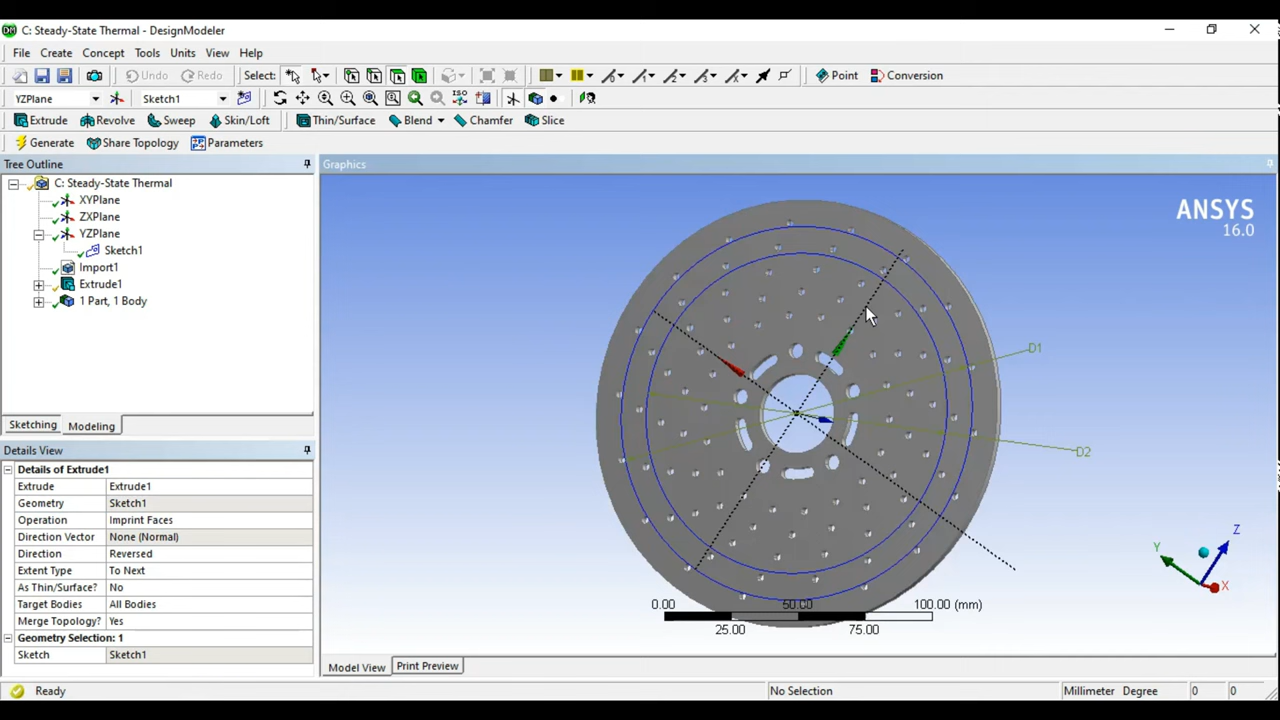 C: Steady-State Thermal - DesignModeler
File Create Concept Tools Units View Help
Undo Redo Select: Point Conversion
YZPlane Sketch1
Extrude Revolve Sweep Skin/Loft Thin/Surface Blend Chamfer Slice
Generate Share Topology Parameters
Tree Outline
C: Steady-State Thermal
XYPlane
ZXPlane
YZPlane
Sketch1
Import1
Extrude1
1 Part, 1 Body
Sketching Modeling
Details View
Details of Extrude1
Extrude Extrude1
Geometry Sketch1
Operation Imprint Faces
Direction Vector None (Normal)
Direction Reversed
Extent Type To Next
As Thin/Surface? No
Target Bodies All Bodies
Merge Topology? Yes
Geometry Selection: 1
Sketch Sketch1
Graphics
ANSYS
16.0
D1
D2
Z
Y
X
0.00 50.00 100.00 (mm)
25.00 75.00
Model View Print Preview
Ready No Selection Millimeter Degree 0 0